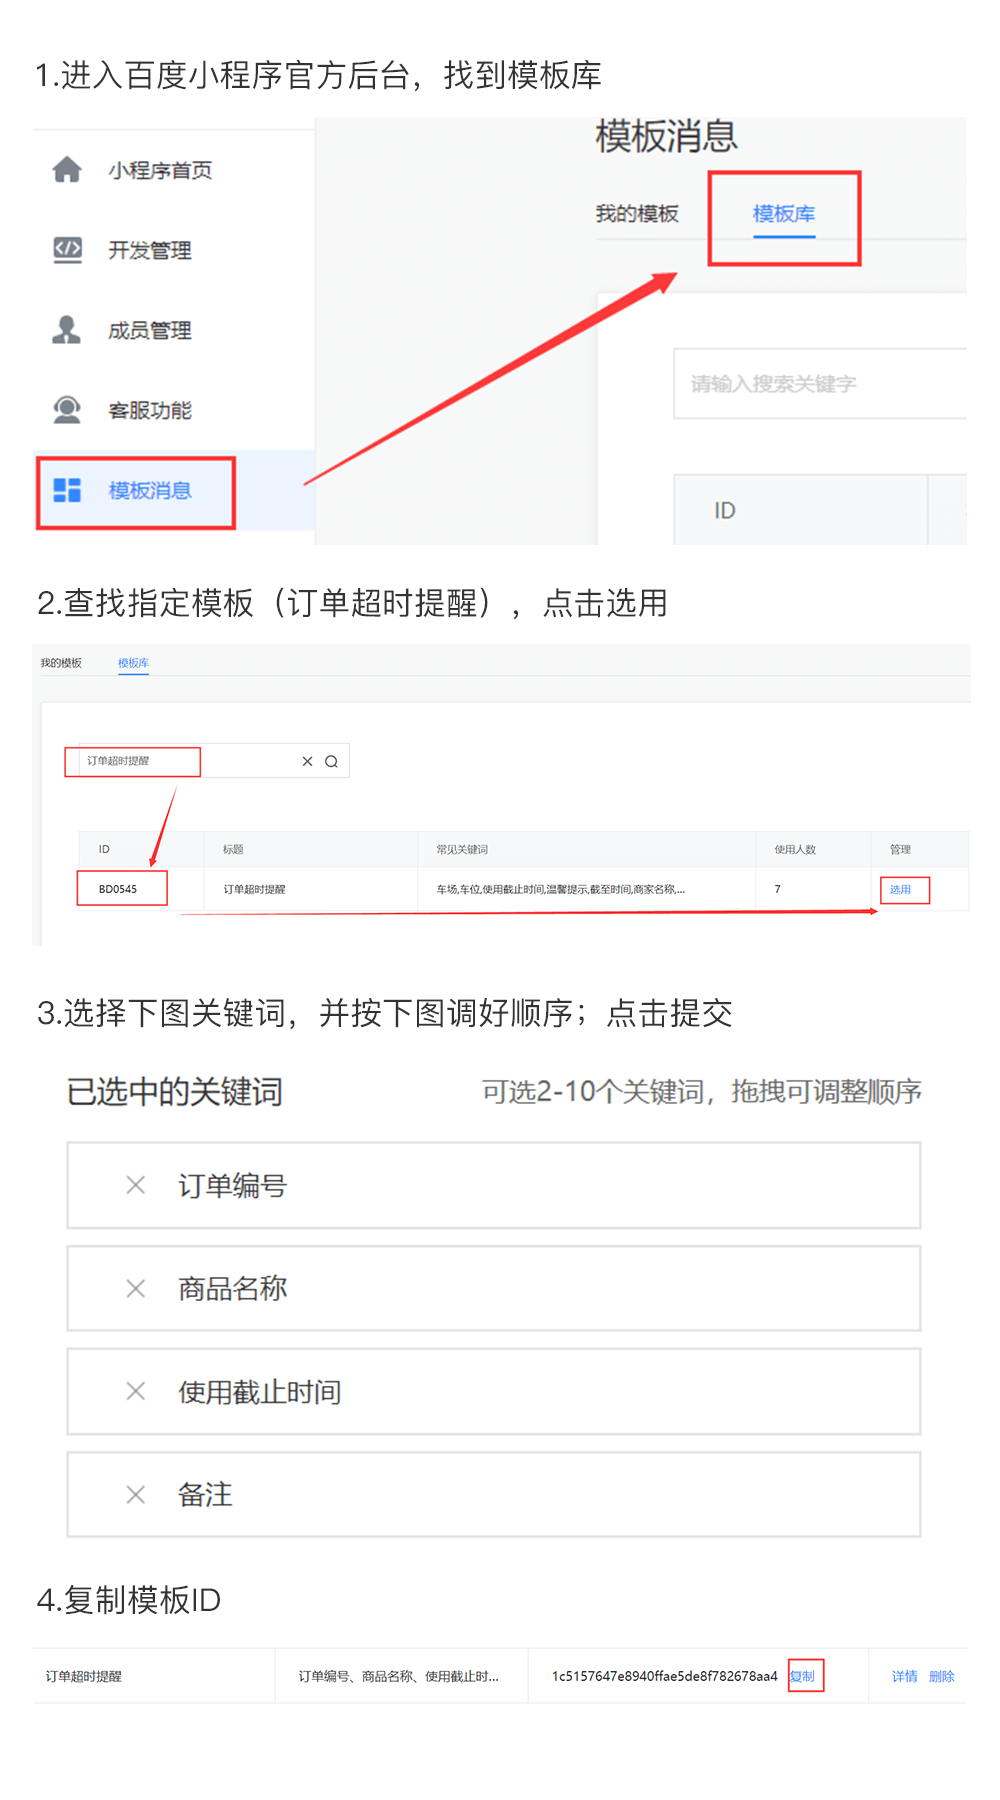 1.进入百度小程序官方后台，找到模板库
模板消息
小程序首页
我的模板 模板库
开发管理
成员管理
请输入搜索关键字
客服功能
模板消息
ID
2.查找指定模板（订单超时提醒），点击选用
我的模板 模板库
订单超时提醒
ID 标题 常见关键词 使用人数 管理
BD0545 订单超时提醒 车场,车位,使用截止时间,温馨提示,截至时间,商家名称,... 7 选用
3.选择下图关键词，并按下图调好顺序；点击提交
已选中的关键词 可选2-10个关键词，拖拽可调整顺序
订单编号
商品名称
使用截止时间
备注
4.复制模板ID
订单超时提醒 订单编号、商品名称、使用截止时... 1c5157647e8940ffae5de8f782678aa4 复制 详情 删除